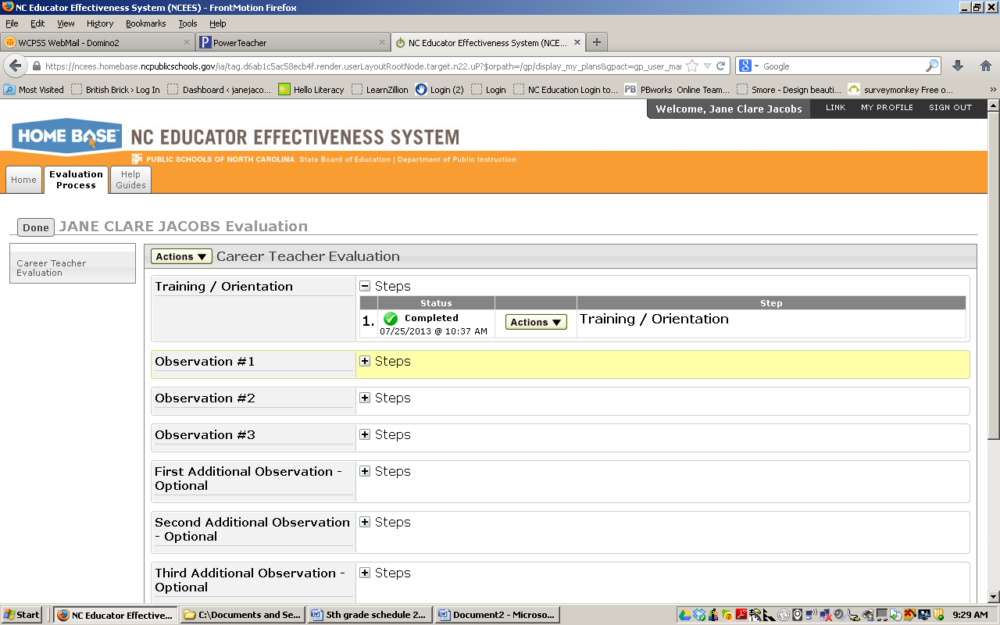 NC Educator Effectiveness System (NCEES) - FrontMotion Firefox
File Edit View History Bookmarks Tools Help
WCPSS WebMail - Domino2 PowerTeacher NC Educator Effectiveness System (NCE...
https://ncees.homebase.ncpublicschools.gov/ia/tag.d6ab1c5ac58ecb4f.render.userLayoutRootNode.target.n22.uP?$orpath=/gp/display_my_plans&gpact=gp_user_mai Google
Most Visited British Brick › Log In Dashboard ‹ janejaco... Hello Literacy LearnZillion Login (2) Login NC Education Login to... PBworks Online Team... Smore - Design beauti... surveymonkey Free o... »
Welcome, Jane Clare Jacobs LINK MY PROFILE SIGN OUT
HOME BASE NC EDUCATOR EFFECTIVENESS SYSTEM
PUBLIC SCHOOLS OF NORTH CAROLINA State Board of Education | Department of Public Instruction
Home Evaluation Process Help Guides
Done JANE CLARE JACOBS Evaluation
Career Teacher
Evaluation
Actions ▼ Career Teacher Evaluation
Training / Orientation Steps
Status Step
1. Completed Actions ▼ Training / Orientation
07/25/2013 @ 10:37 AM
Observation #1 Steps
Observation #2 Steps
Observation #3 Steps
First Additional Observation - Steps
Optional
Second Additional Observation Steps
- Optional
Third Additional Observation - Steps
Optional
Start NC Educator Effective... C:\Documents and Se... 5th grade schedule 2... Document2 - Microso... 9:29 AM